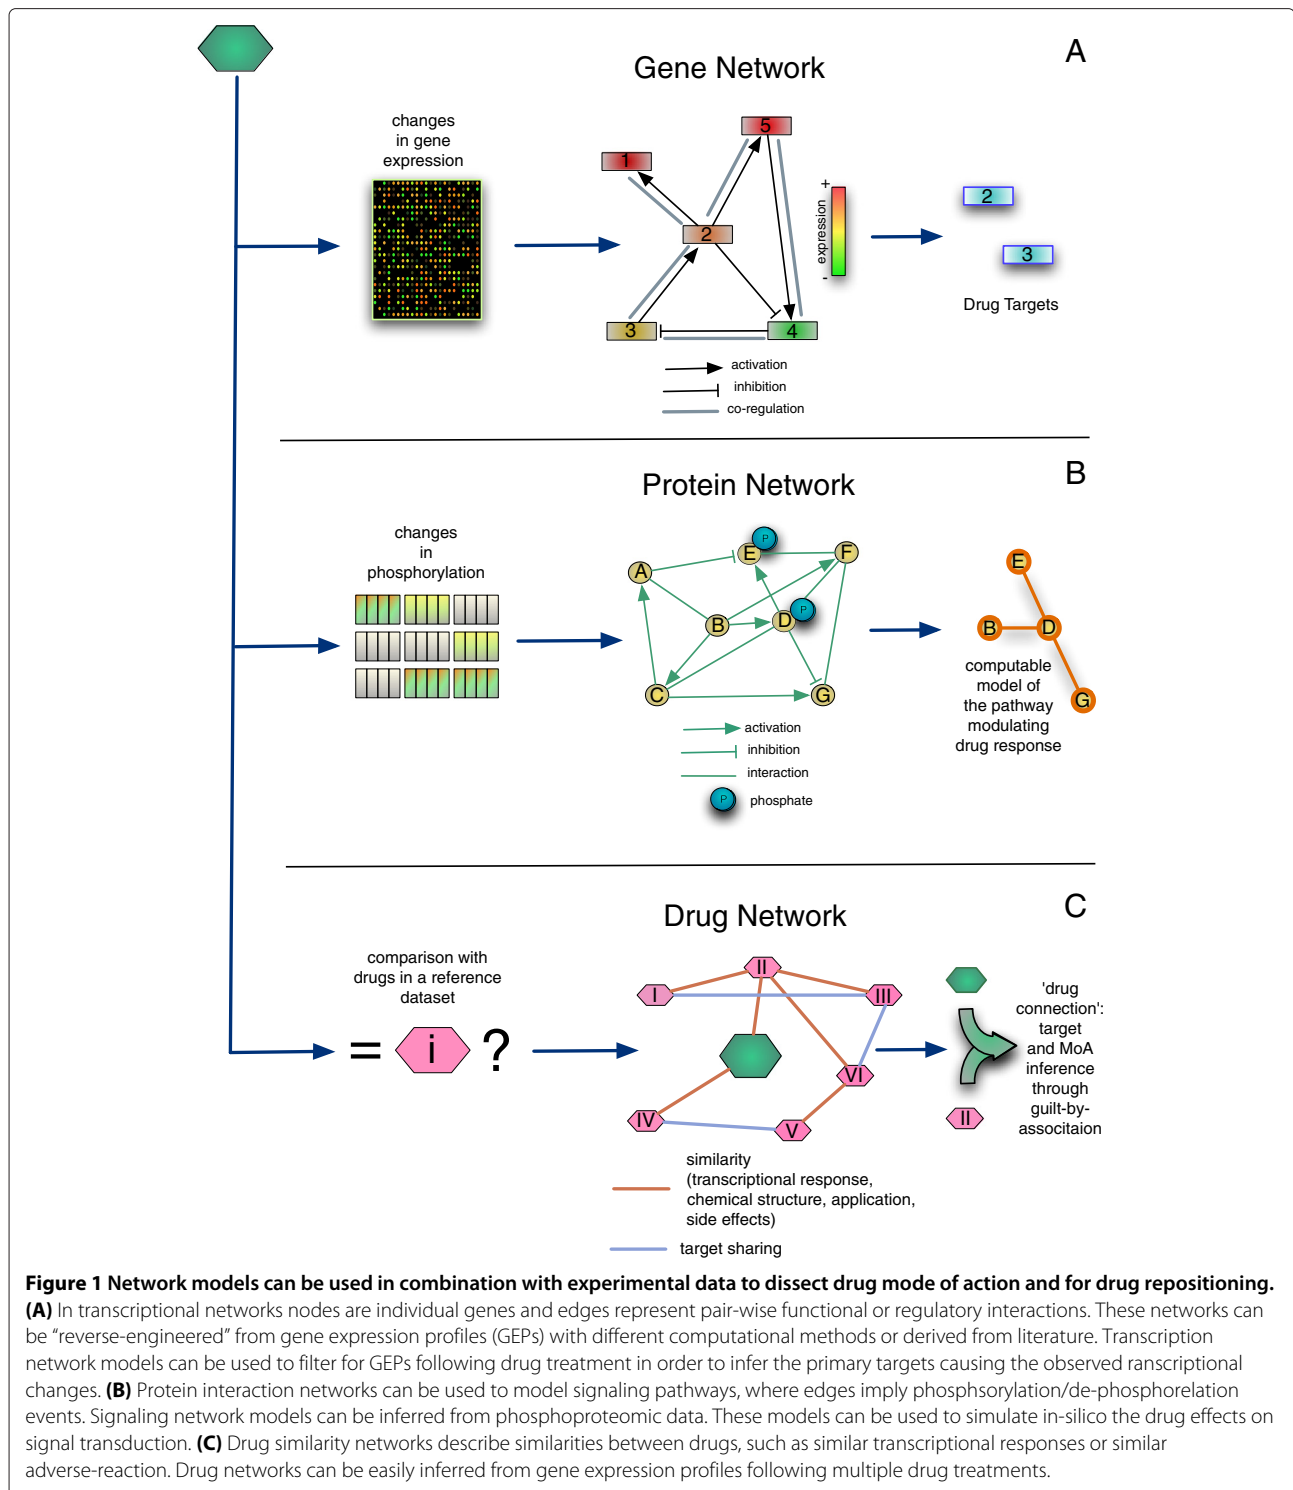 A
Gene Network
changes
in gene
expression
1
5
2
3
4
+
expression
-
2
3
Drug Targets
activation
inhibition
co-regulation
B
Protein Network
changes
in
phosphorylation
A
E
P
F
B
D
P
C
G
activation
inhibition
interaction
P
phosphate
E
B
D
G
computable
model of
the pathway
modulating
drug response
C
Drug Network
comparison with
drugs in a reference
dataset
= i ?
I
II
III
IV
V
VI
II
'drug
connection':
target
and MoA
inference
through
guilt-by-
associtaion
similarity
(transcriptional response,
chemical structure, application,
side effects)
target sharing
Figure 1 Network models can be used in combination with experimental data to dissect drug mode of action and for drug repositioning.
(A) In transcriptional networks nodes are individual genes and edges represent pair-wise functional or regulatory interactions. These networks can
be “reverse-engineered” from gene expression profiles (GEPs) with different computational methods or derived from literature. Transcription
network models can be used to filter for GEPs following drug treatment in order to infer the primary targets causing the observed ranscriptional
changes. (B) Protein interaction networks can be used to model signaling pathways, where edges imply phosphsorylation/de-phosphorelation
events. Signaling network models can be inferred from phosphoproteomic data. These models can be used to simulate in-silico the drug effects on
signal transduction. (C) Drug similarity networks describe similarities between drugs, such as similar transcriptional responses or similar
adverse-reaction. Drug networks can be easily inferred from gene expression profiles following multiple drug treatments.